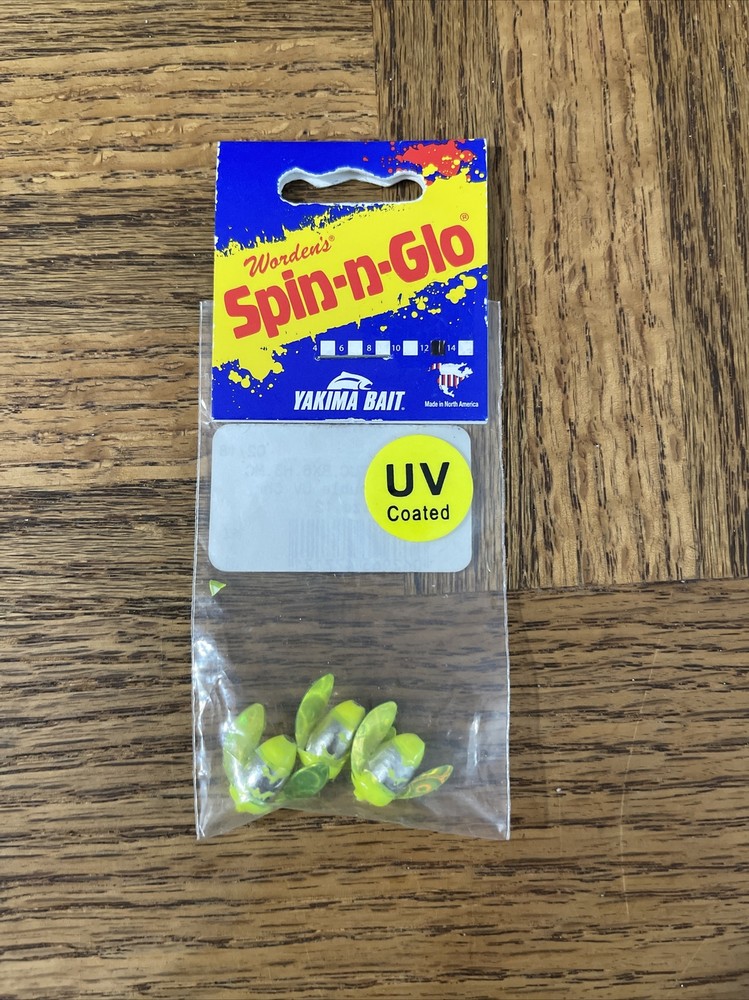 Worden's®
Spin-n-Glo®
4 6 8 10 12 14
YAKIMA BAIT.
Made in North America
UV
Coated